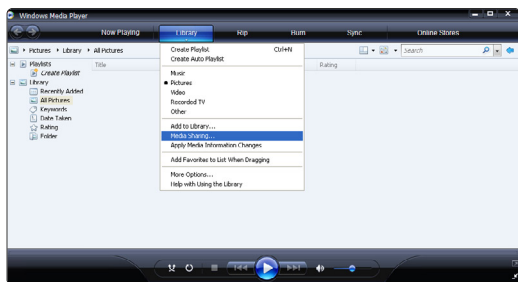 Windows Media Player
Now Playing
Library
Rip
Burn
Sync
Online Stores
Pictures
Library
All Pictures
Search
Playlists
Create Playlist
Library
Recently Added
All Pictures
Keywords
Date Taken
Rating
Folder
Title
Rating
Create Playlist Ctrl+N
Create Auto Playlist
Music
Pictures
Video
Recorded TV
Other
Add to Library...
Media Sharing...
Apply Media Information Changes
Add Favorites to List When Dragging
More Options...
Help with Using the Library